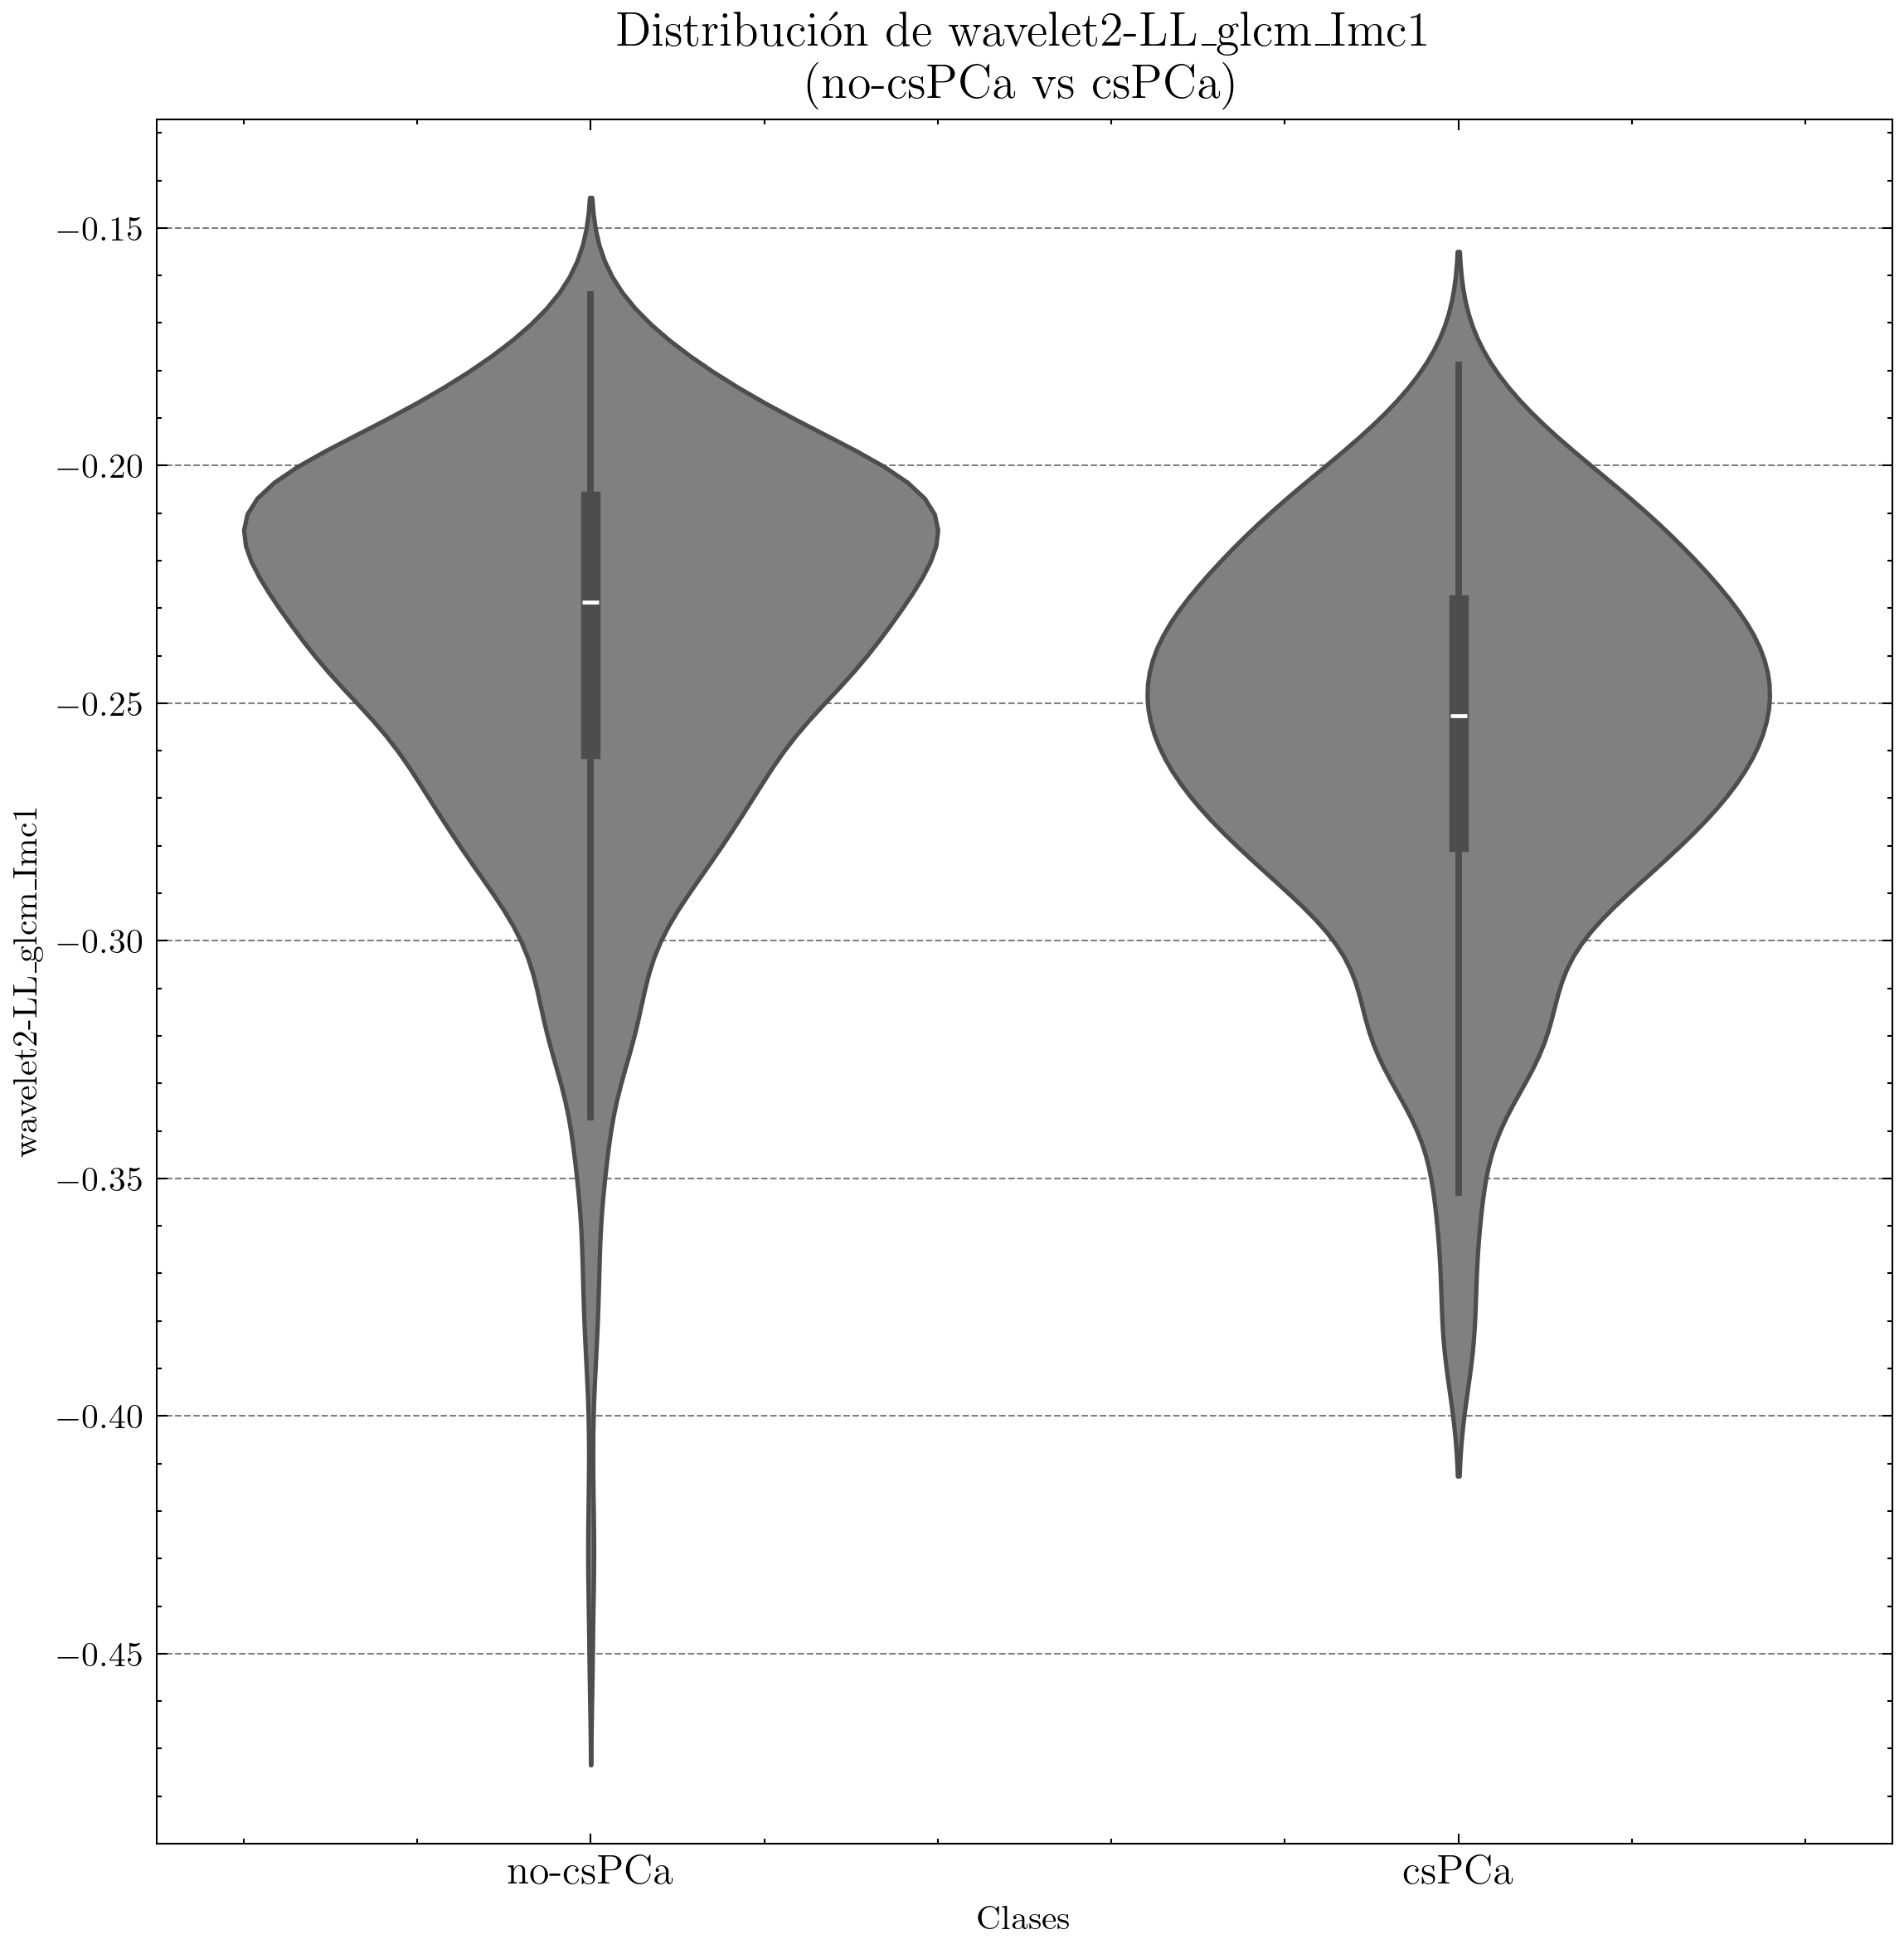 Distribución de wavelet2-LL_glcm_Imc1
(no-csPCa vs csPCa)
wavelet2-LL_glcm_Imc1
−0.15
−0.20
−0.25
−0.30
−0.35
−0.40
−0.45
no-csPCa
csPCa
Clases